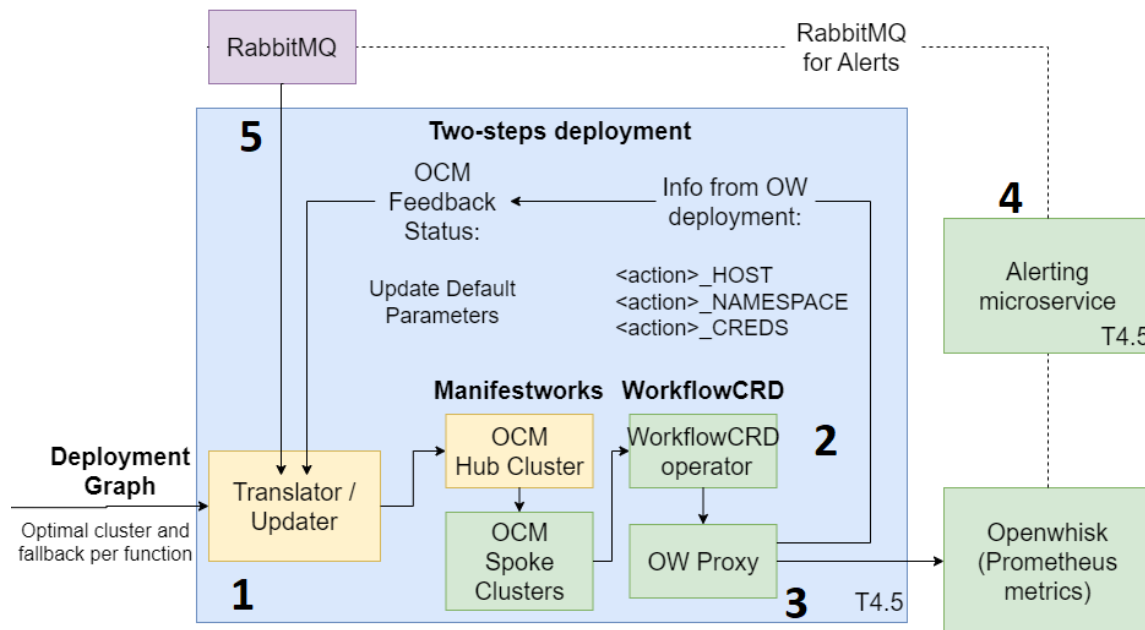 RabbitMQ
RabbitMQ
for Alerts
5
Two-steps deployment
OCM
Feedback
Status:
Info from OW
deployment:
4
Update Default
Parameters
<action>_HOST
<action>_NAMESPACE
<action>_CREDS
Alerting
microservice
T4.5
Manifestworks
WorkflowCRD
OCM
Hub Cluster
WorkflowCRD
operator
2
Deployment
Graph
Optimal cluster and
fallback per function
Translator /
Updater
OCM
Spoke
Clusters
OW Proxy
Openwhisk
(Prometheus
metrics)
1
3
T4.5